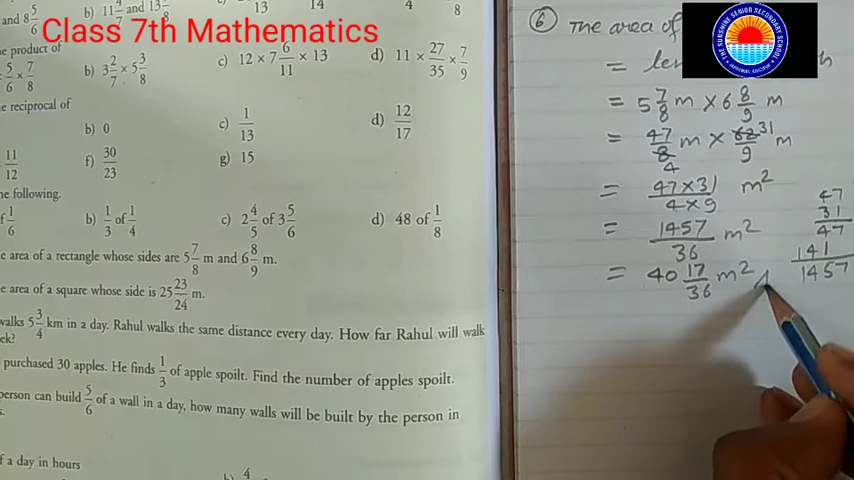 and 8 5/6 b) 11 4/7 and 13
13 14 4 8
Class 7th Mathematics
e product of
5/6 × 7/8 b) 3 2/7 × 5 3/8 c) 12 × 7 6/11 × 13 d) 11 × 27/35 × 7/9
e reciprocal of
b) 0 c) 1/13 d) 12/17
11/12 f) 30/23 g) 15
he following.
f 1/6 b) 1/3 of 1/4 c) 2 4/5 of 3 5/6 d) 48 of 1/8
e area of a rectangle whose sides are 5 7/8 m and 6 8/9 m.
e area of a square whose side is 25 23/24 m.
walks 5 3/4 km in a day. Rahul walks the same distance every day. How far Rahul will walk
ek?
purchased 30 apples. He finds 1/3 of apple spoilt. Find the number of apples spoilt.
person can build 5/6 of a wall in a day, how many walls will be built by the person in
f a day in hours
b) 4
6 The area of
= len
= 5 7/8 m × 6 8/9 m
= 47/8 4 m × 62/9 31 m
= 47×31/4×9 m²
= 1457/36 m²
= 40 17/36 m² A
47
31
47
141
1457
THE SUNSHINE SENIOR SECONDARY SCHOOL